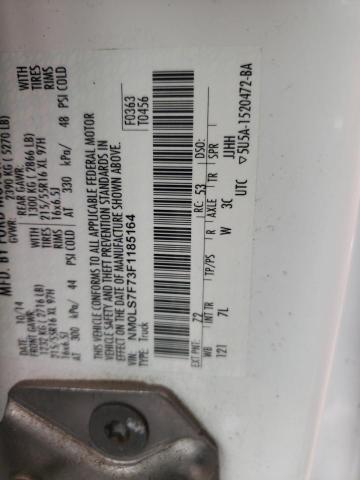 MFD. BY FORD MOTOR
DATE: 10/14 GVWR: 2390 KG ( 5270 LB)
FRONT GAWR: REAR GAWR:
1232 KG ( 2716 LB) WITH 1300 KG ( 2866 LB) WITH
215/55R16 XL 97H TIRES 215/55R16 XL 97H TIRES
16x6.5J RIMS 16x6.5J RIMS
AT 300 kPa/ 44 PSI COLD AT 330 kPa/ 48 PSI COLD
THIS VEHICLE CONFORMS TO ALL APPLICABLE FEDERAL MOTOR
VEHICLE SAFETY AND THEFT PREVENTION STANDARDS IN
EFFECT ON THE DATE OF MANUFACTURE SHOWN ABOVE.
VIN: NM0LS7F73F1185164 F0363
TYPE: Truck T0456
EXT PNT: Z2 RC: 53 DSO:
WB INT TR TP/PS R AXLE TR SPR
121 7L W 3C JJHH
UTC ▽5U5A-1520472-BA